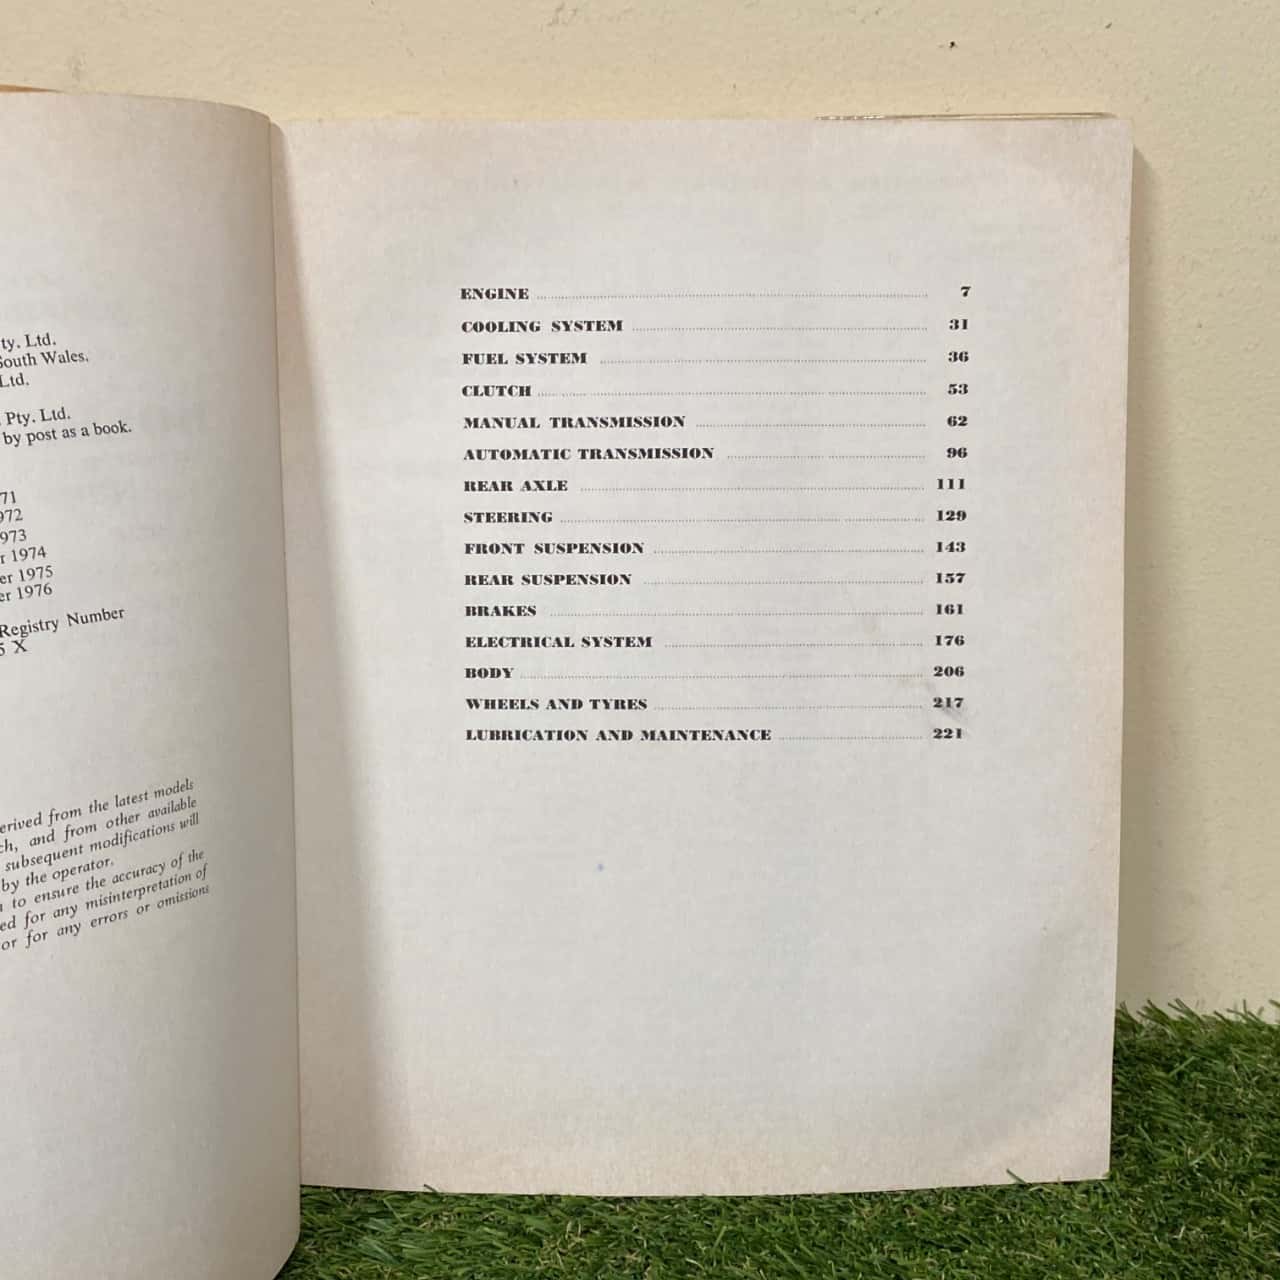 ty. Ltd.
South Wales.
Ltd.
Pty. Ltd.
by post as a book.
71
972
973
r 1974
er 1975
er 1976
Registry Number
5 X
erived from the latest models
ch, and from other available
subsequent modifications will
by the operator.
to ensure the accuracy of the
ed for any misinterpretation of
or for any errors or omissions
ENGINE 7
COOLING SYSTEM 31
FUEL SYSTEM 36
CLUTCH 53
MANUAL TRANSMISSION 62
AUTOMATIC TRANSMISSION 96
REAR AXLE 111
STEERING 129
FRONT SUSPENSION 143
REAR SUSPENSION 157
BRAKES 161
ELECTRICAL SYSTEM 176
BODY 206
WHEELS AND TYRES 217
LUBRICATION AND MAINTENANCE 221